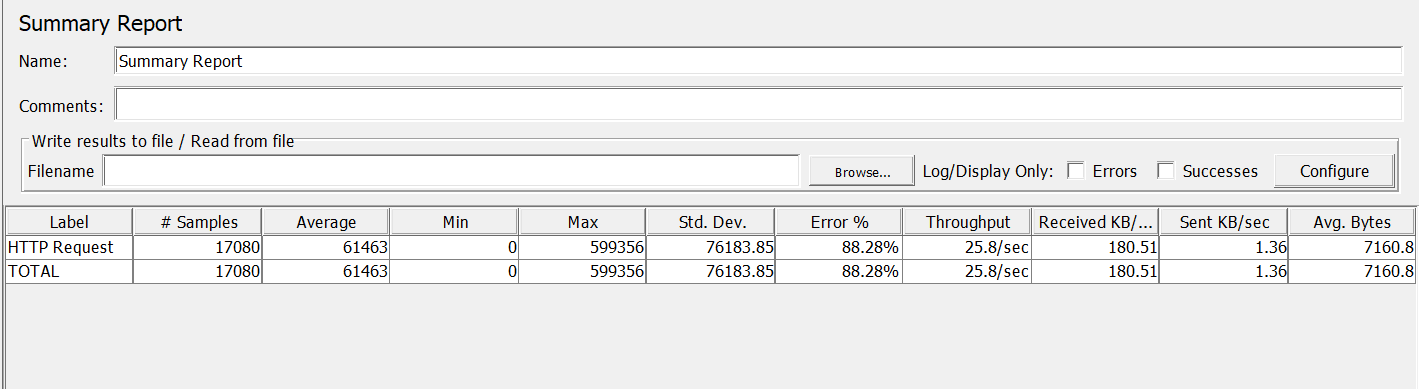 Summary Report
Name: Summary Report
Comments:
Write results to file / Read from file
Filename Browse... Log/Display Only: Errors Successes Configure
Label # Samples Average Min Max Std. Dev. Error % Throughput Received KB/... Sent KB/sec Avg. Bytes
HTTP Request 17080 61463 0 599356 76183.85 88.28% 25.8/sec 180.51 1.36 7160.8
TOTAL 17080 61463 0 599356 76183.85 88.28% 25.8/sec 180.51 1.36 7160.8